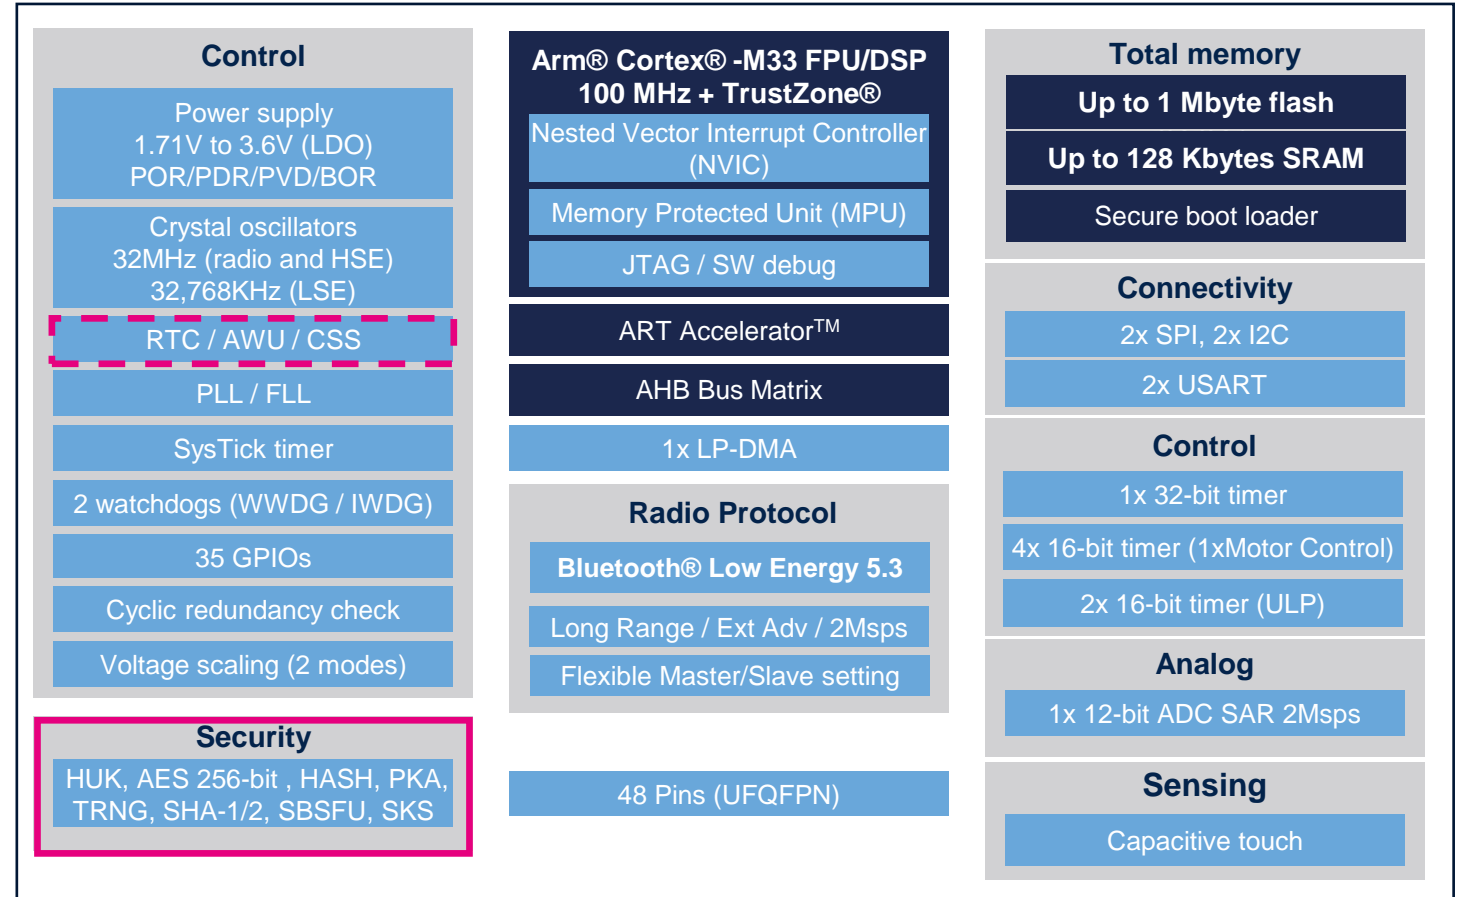 Control
Power supply
1.71V to 3.6V (LDO)
POR/PDR/PVD/BOR
Crystal oscillators
32MHz (radio and HSE)
32,768KHz (LSE)
RTC / AWU / CSS
PLL / FLL
SysTick timer
2 watchdogs (WWDG / IWDG)
35 GPIOs
Cyclic redundancy check
Voltage scaling (2 modes)
Security
HUK, AES 256-bit , HASH, PKA,
TRNG, SHA-1/2, SBSFU, SKS
Arm® Cortex® -M33 FPU/DSP
100 MHz + TrustZone®
Nested Vector Interrupt Controller
(NVIC)
Memory Protected Unit (MPU)
JTAG / SW debug
ART Accelerator™
AHB Bus Matrix
1x LP-DMA
Radio Protocol
Bluetooth® Low Energy 5.3
Long Range / Ext Adv / 2Msps
Flexible Master/Slave setting
48 Pins (UFQFPN)
Total memory
Up to 1 Mbyte flash
Up to 128 Kbytes SRAM
Secure boot loader
Connectivity
2x SPI, 2x I2C
2x USART
Control
1x 32-bit timer
4x 16-bit timer (1xMotor Control)
2x 16-bit timer (ULP)
Analog
1x 12-bit ADC SAR 2Msps
Sensing
Capacitive touch